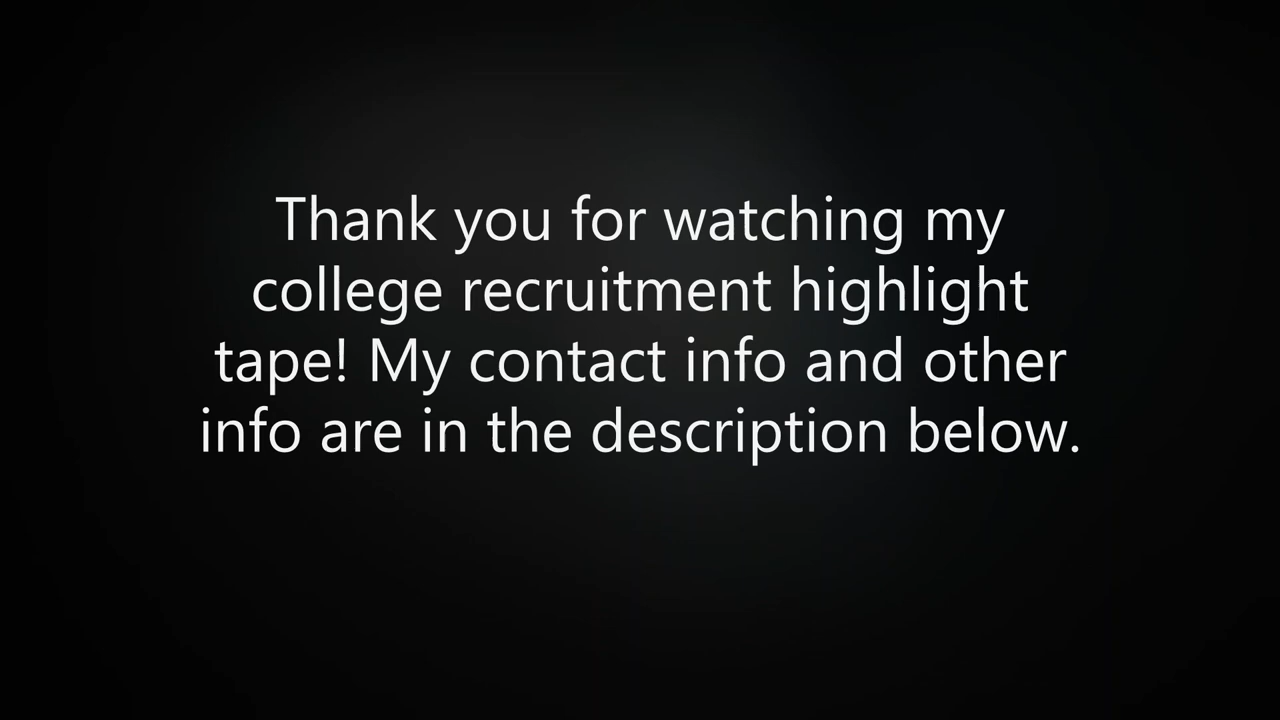 Thank you for watching my
college recruitment highlight
tape! My contact info and other
info are in the description below.